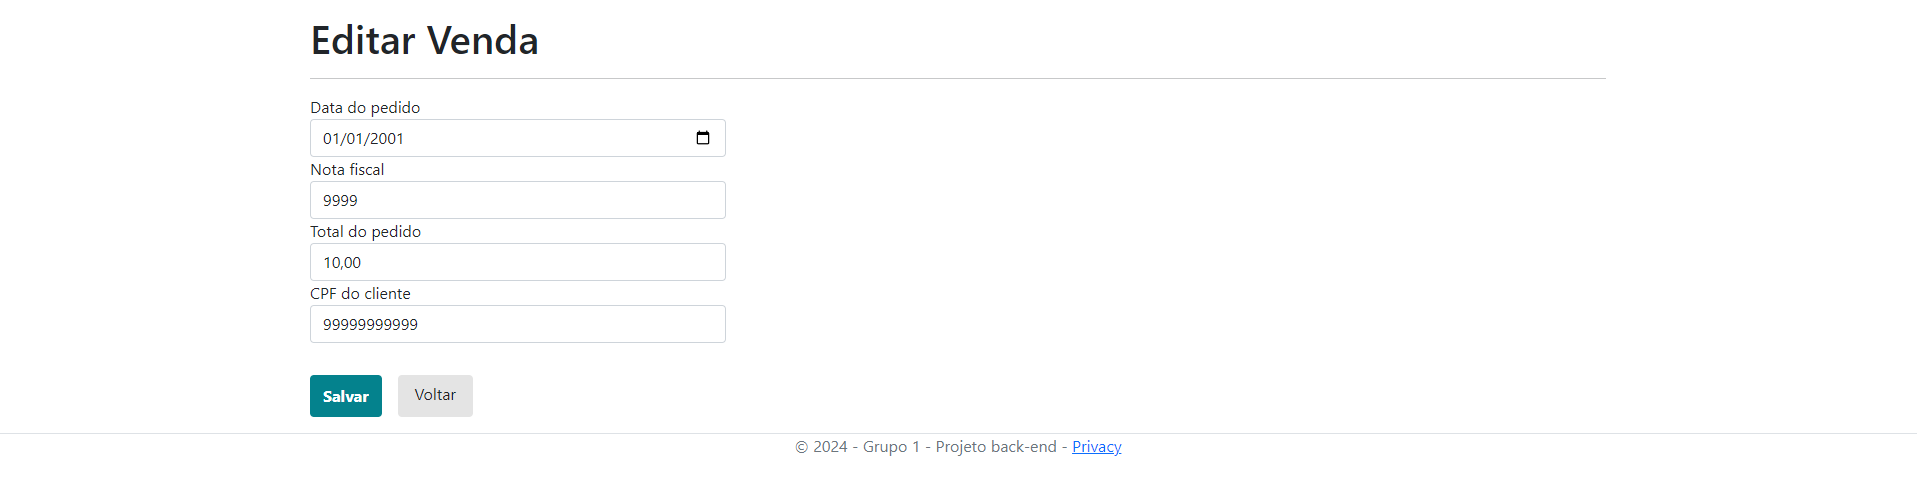 Editar Venda
Data do pedido
01/01/2001
Nota fiscal
9999
Total do pedido
10,00
CPF do cliente
99999999999
Salvar Voltar
© 2024 - Grupo 1 - Projeto back-end - Privacy